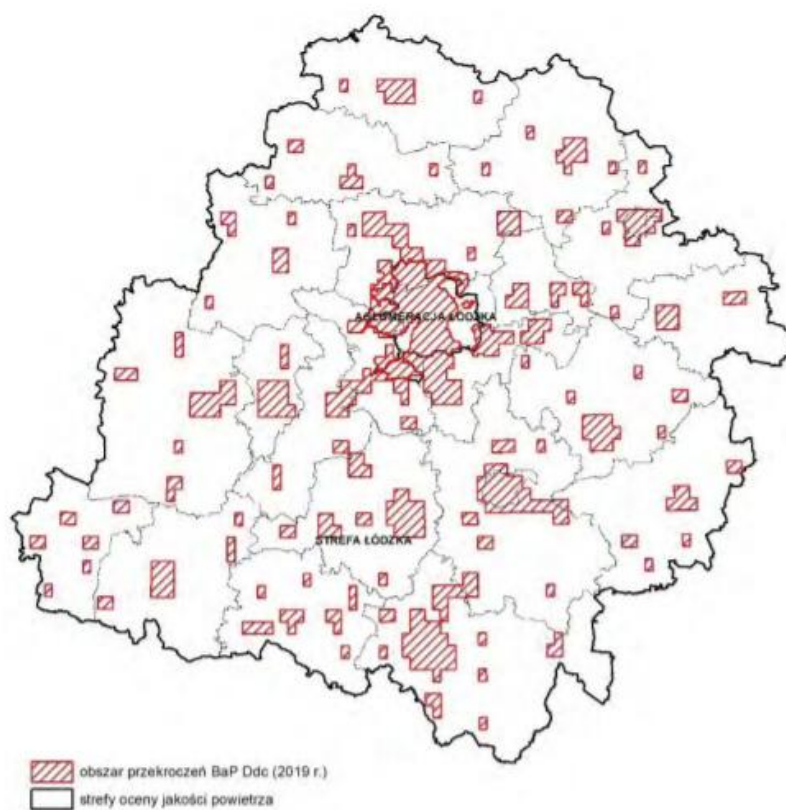 AGLOMERACJA ŁÓDZKA
STREFA ŁÓDZKA
obszar przekroczeń BaP Ddc (2019 r.)
strefy oceny jakości powietrza